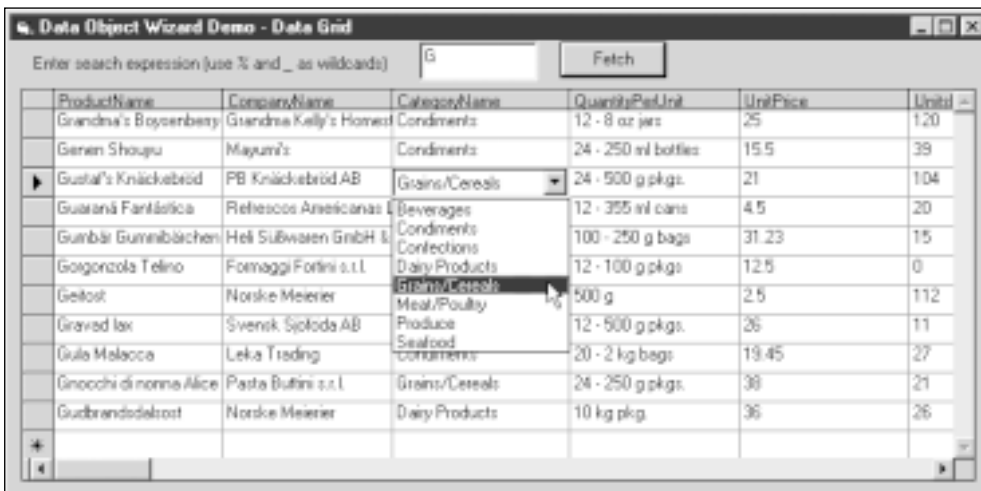 Data Object Wizard Demo - Data Grid
Enter search expression (use % and _ as wildcards) G Fetch
ProductName CompanyName CategoryName QuantityPerUnit UnitPrice
Grandma's Boysenberry Grandma Kelly's Homest Condiments 12 - 8 oz jars 25 120
Genen Shouyu Mayumi's Condiments 24 - 250 ml bottles 15.5 39
Gustaf's Knäckebröd PB Knäckebröd AB Grains/Cereals 24 - 500 g pkgs. 21 104
Guaraná Fantástica Refrescos Americanas L 12 - 355 ml cans 4.5 20
Gumbär Gummibärchen Heli Süßwaren GmbH & 100 - 250 g bags 31.23 15
Gorgonzola Telino Formaggi Fortini s.r.l. 12 - 100 g pkgs 12.5 0
Geitost Norske Meierier 500 g 2.5 112
Gravad lax Svensk Sjöföda AB 12 - 500 g pkgs. 26 11
Gula Malacca Leka Trading Condiments 20 - 2 kg bags 19.45 27
Gnocchi di nonna Alice Pasta Buttini s.r.l. Grains/Cereals 24 - 250 g pkgs. 38 21
Gudbrandsdalsost Norske Meierier Dairy Products 10 kg pkg. 36 26
Beverages
Condiments
Confections
Dairy Products
Grains/Cereals
Meat/Poultry
Produce
Seafood